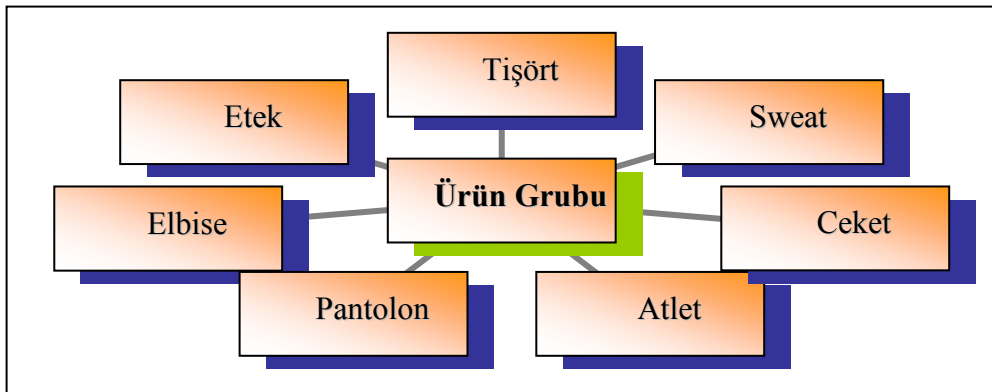 Tişört
Etek
Sweat
Ürün Grubu
Elbise
Ceket
Pantolon
Atlet